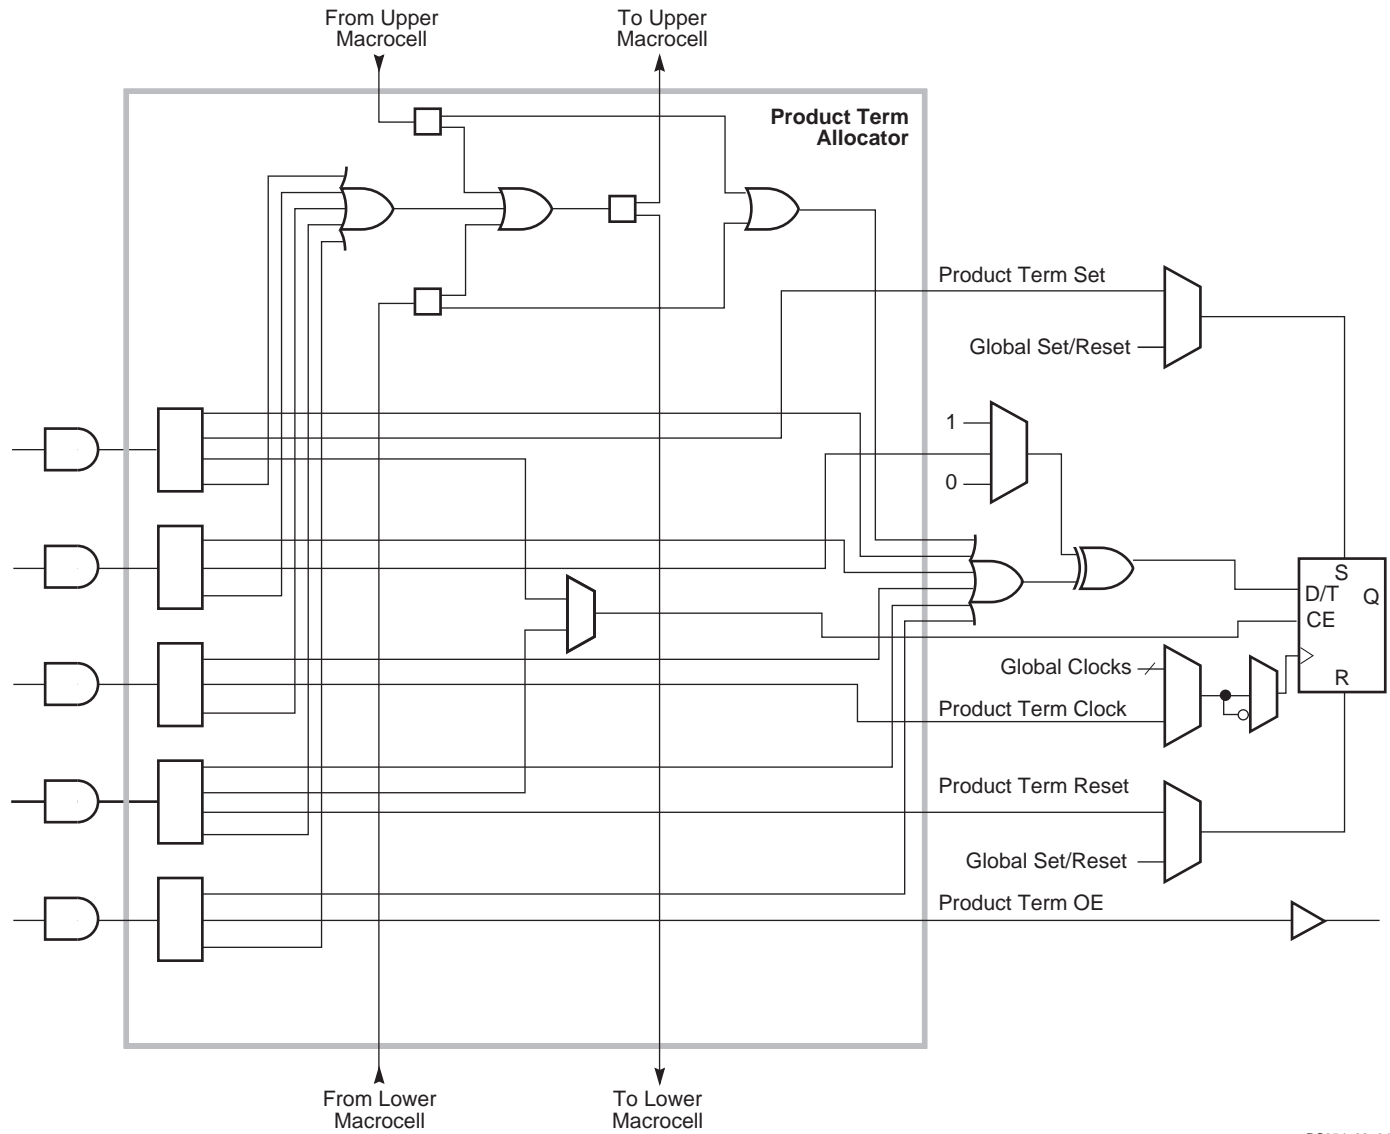 From Upper
Macrocell
To Upper
Macrocell
Product Term
Allocator
Product Term Set
Global Set/Reset
1
0
S
D/T
Q
CE
Global Clocks
R
Product Term Clock
Product Term Reset
Global Set/Reset
Product Term OE
From Lower
Macrocell
To Lower
Macrocell